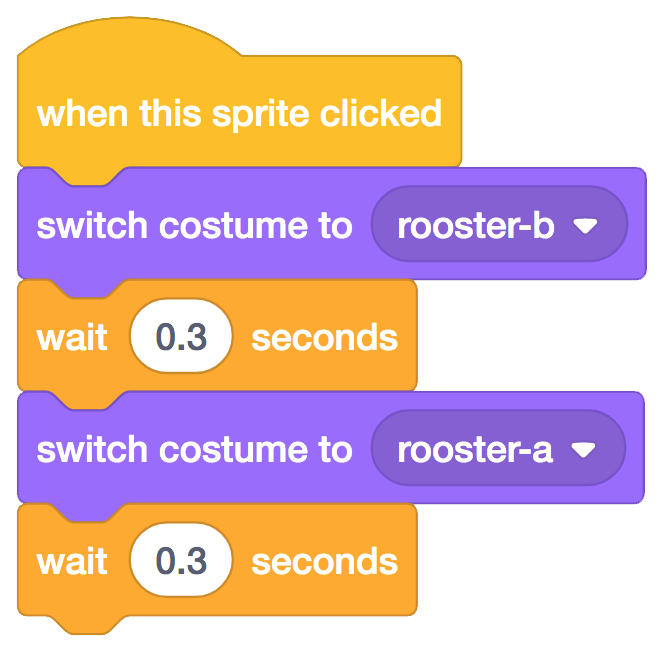 when this sprite clicked
switch costume to rooster-b
wait 0.3 seconds
switch costume to rooster-a
wait 0.3 seconds